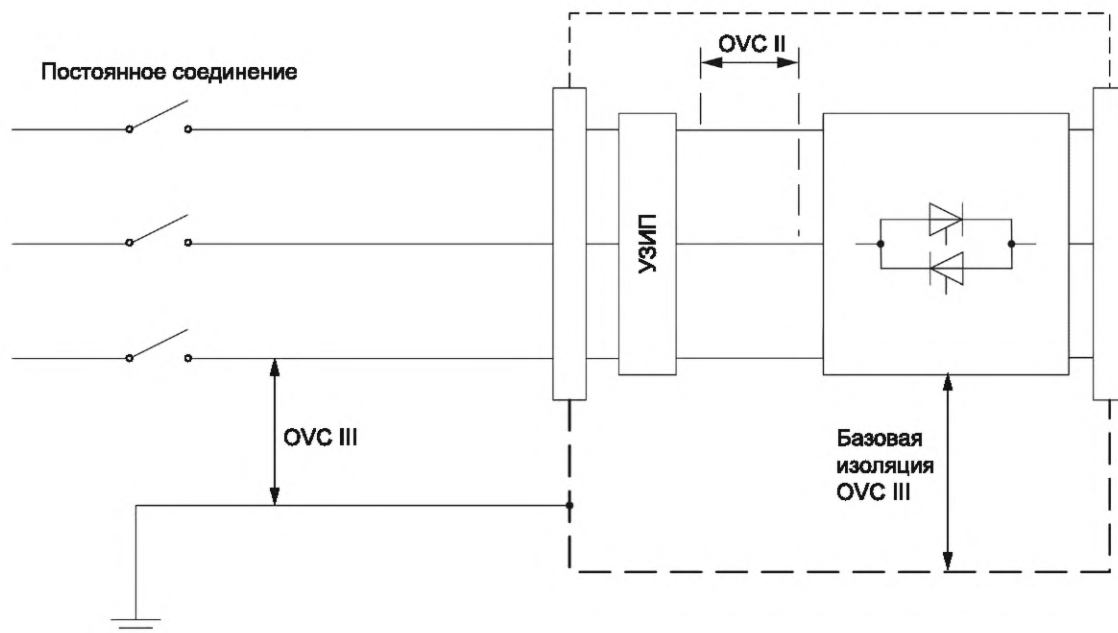 OVC II
Постоянное соединение
УЗИП
OVC III
Базовая
изоляция
OVC III